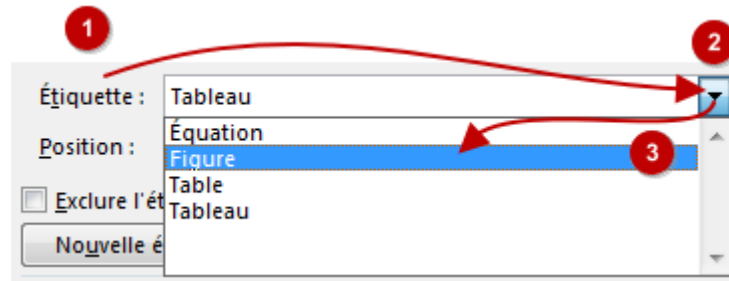 1
2
Étiquette : Tableau
Position : Équation
Figure
3
Table
Exclure l'ét
Tableau
Nouvelle é